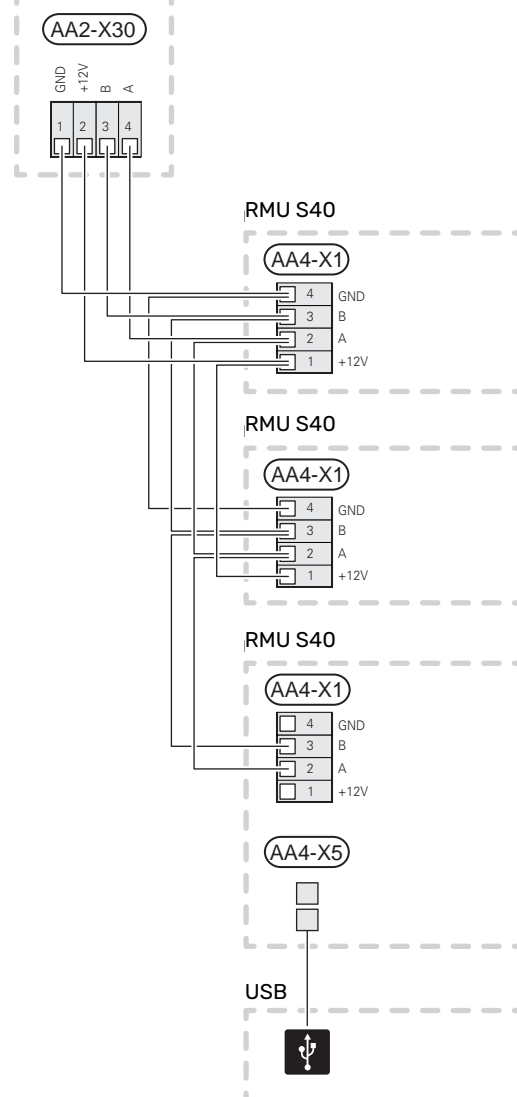 AA2-X30
GND
+12V
B
A
1 2 3 4
RMU S40
AA4-X1
4 GND
3 B
2 A
1 +12V
RMU S40
AA4-X1
4 GND
3 B
2 A
1 +12V
RMU S40
AA4-X1
4 GND
3 B
2 A
1 +12V
AA4-X5
USB